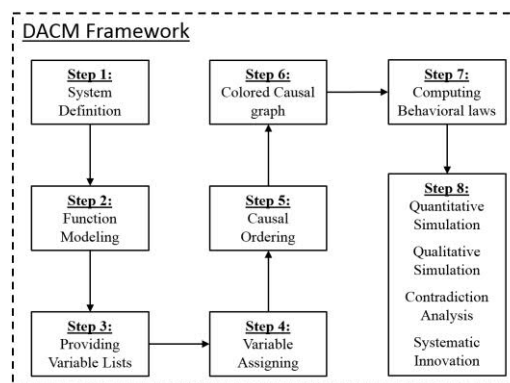 DACM Framework
Step 1:
System
Definition
Step 2:
Function
Modeling
Step 3:
Providing
Variable Lists
Step 4:
Variable
Assigning
Step 5:
Causal
Ordering
Step 6:
Colored Causal
graph
Step 7:
Computing
Behavioral laws
Step 8:
Quantitative
Simulation
Qualitative
Simulation
Contradiction
Analysis
Systematic
Innovation